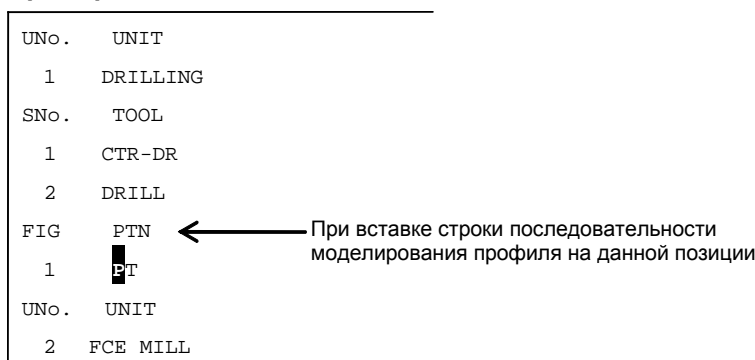 UNo. UNIT
1 DRILLING
SNo. TOOL
1 CTR-DR
2 DRILL
FIG PTN
При вставке строки последовательности
моделирования профиля на данной позиции
1 PT
UNo. UNIT
2 FCE MILL